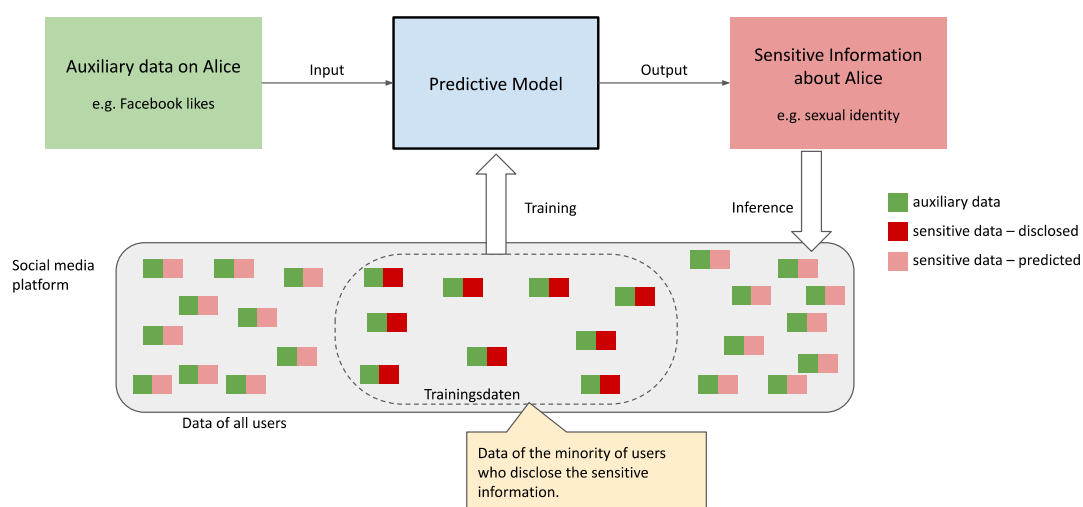 Auxiliary data on Alice
e.g. Facebook likes
Input
Predictive Model
Output
Sensitive Information
about Alice
e.g. sexual identity
Training
Inference
auxiliary data
sensitive data – disclosed
sensitive data – predicted
Social media
platform
Trainingsdaten
Data of all users
Data of the minority of users
who disclose the sensitive
information.